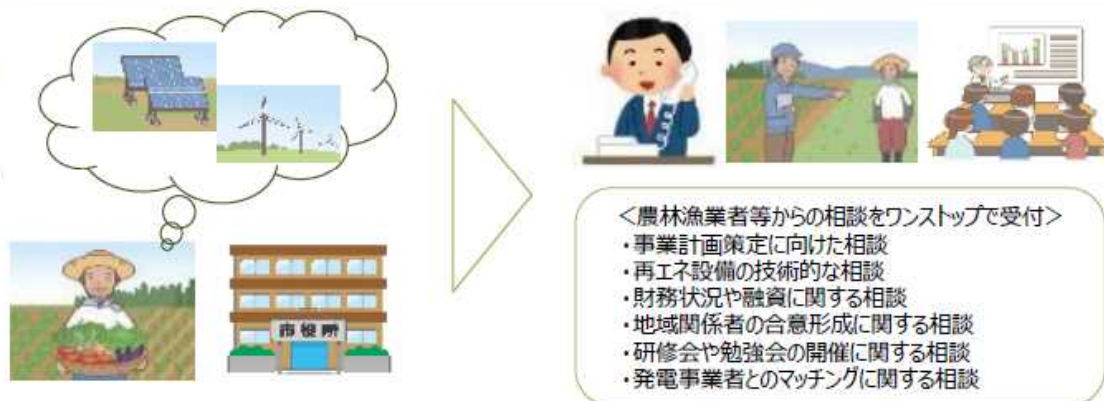 市役所
＜農林漁業者等からの相談をワンストップで受付＞
・事業計画策定に向けた相談
・再エネ設備の技術的な相談
・財務状況や融資に関する相談
・地域関係者の合意形成に関する相談
・研修会や勉強会の開催に関する相談
・発電事業者とのマッチングに関する相談